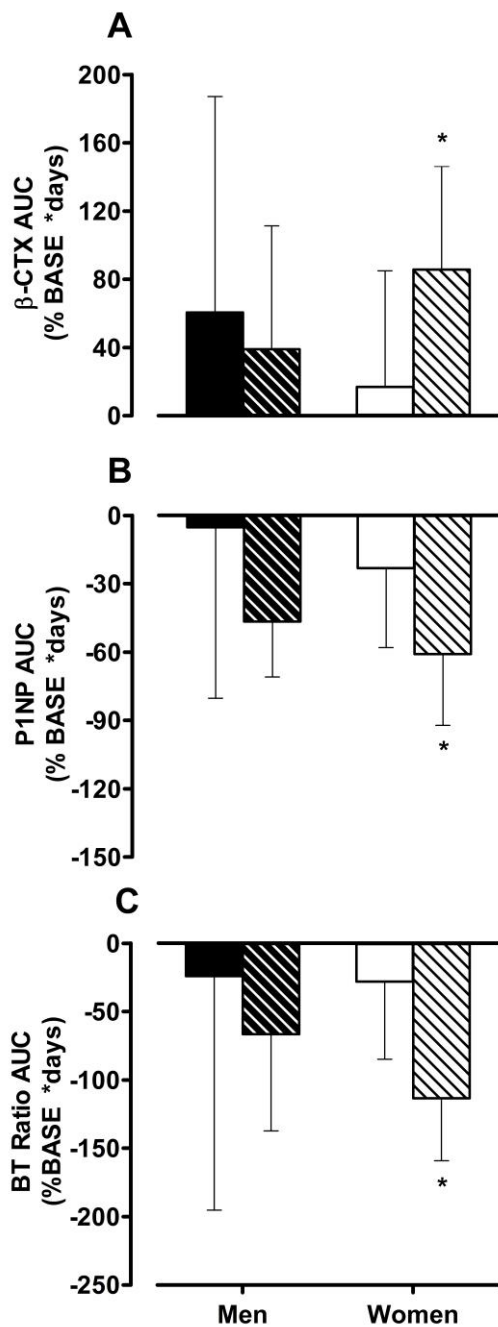 A
200
160
120
80
40
0
β-CTX AUC
(% BASE *days)
*
B
0
-30
-60
-90
-120
-150
P1NP AUC
(% BASE *days)
*
C
0
-50
-100
-150
-200
-250
BT Ratio AUC
(%BASE *days)
*
Men
Women